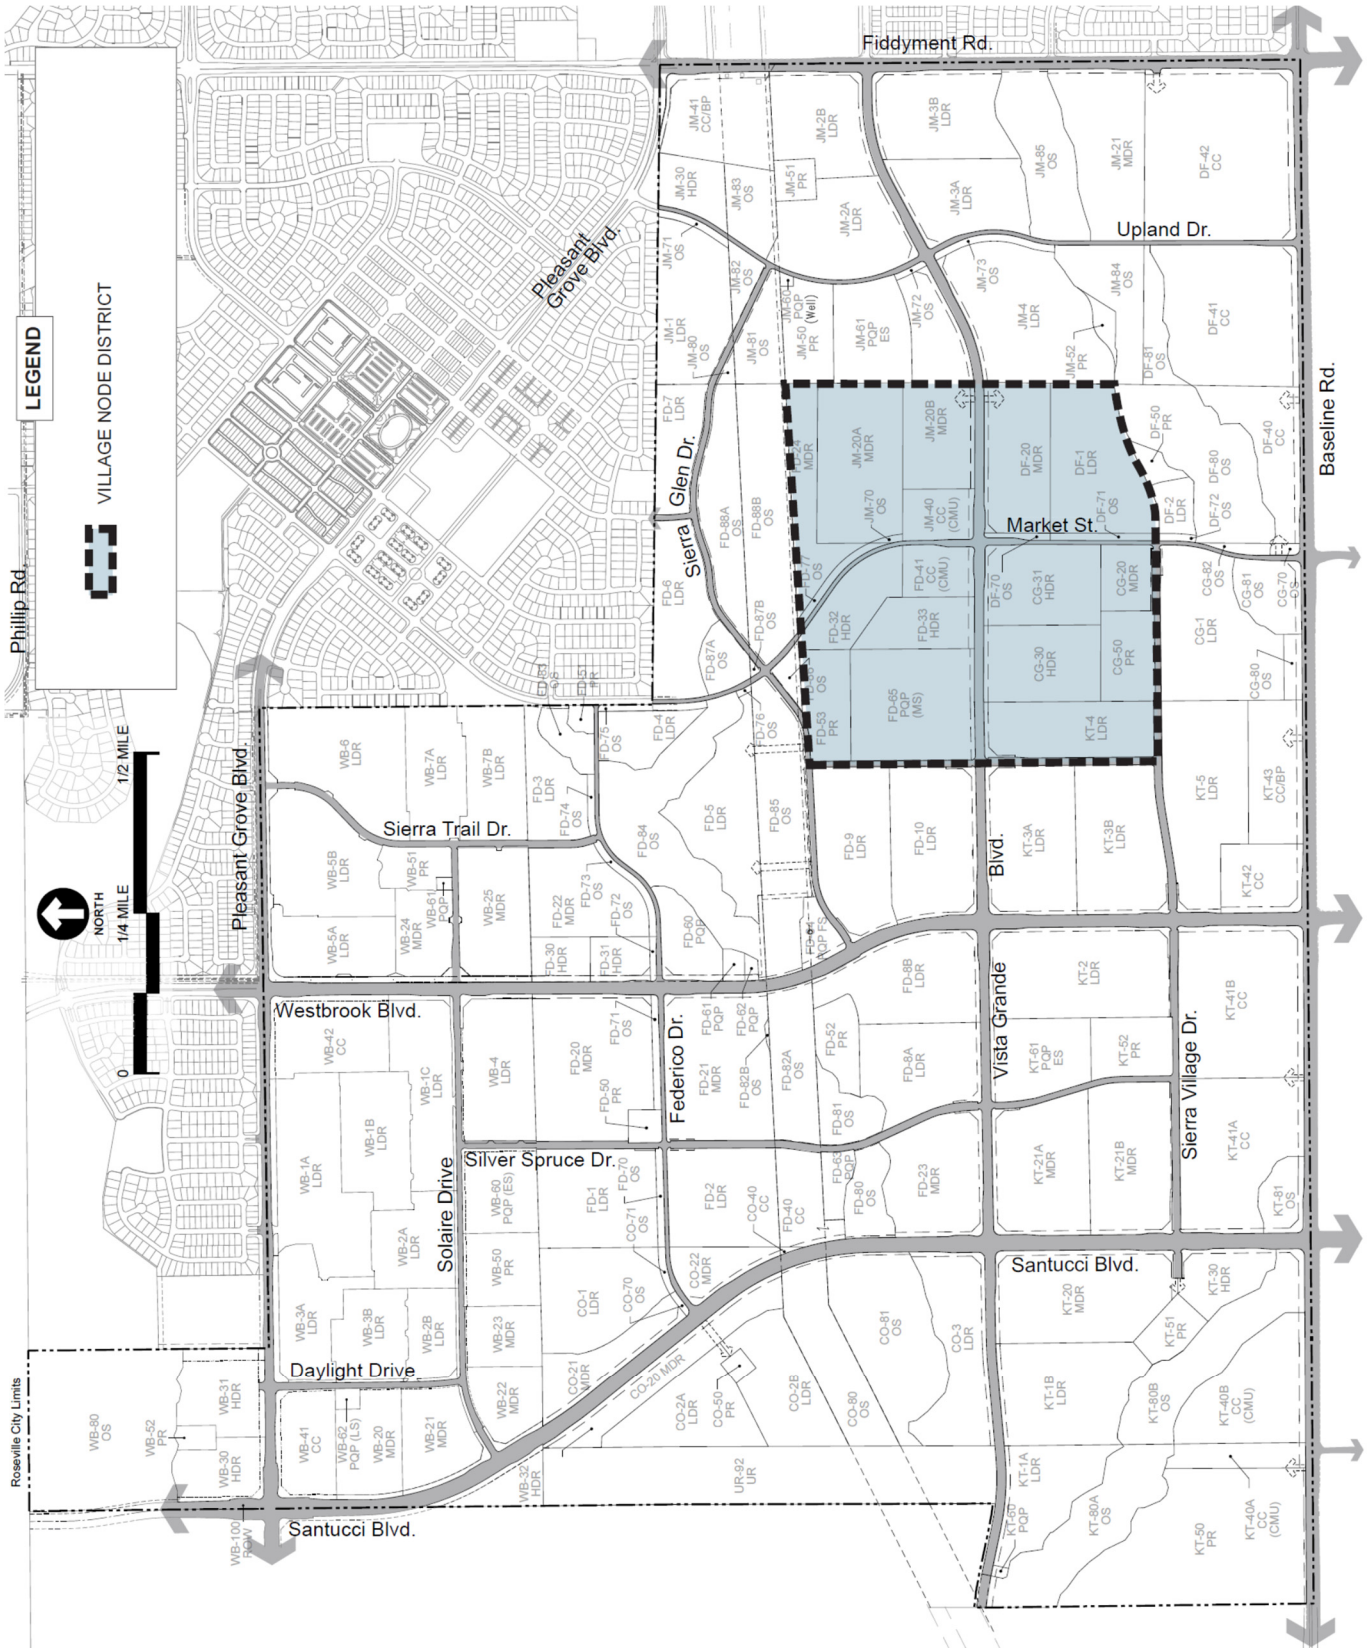 Fiddyment Rd.
LEGEND
VILLAGE NODE DISTRICT
Phillip Rd
Pleasant
Grove Blvd.
JM-41
CC/BP
JM-30
HDR
JM-83
OS
JM-2B
LDR
JM-51
PR
JM-2A
LDR
JM-3B
LDR
JM-3A
LDR
JM-85
OS
JM-21
MDR
DF-42
CC
Upland Dr.
JM-71
OS
JM-82
OS
JM-1
LDR
JM-80
OS
JM-81
OS
JM-60
PQP
(Well)
JM-50
PR
JM-61
PQP
ES
JM-72
OS
JM-73
OS
JM-4
LDR
JM-84
OS
JM-52
PR
DF-81
OS
DF-41
CC
Baseline Rd.
FD-7
LDR
Sierra Glen Dr.
FD-88A
OS
FD-88B
OS
FD-6
LDR
FD-24
MDR
JM-20A
MDR
JM-20B
MDR
JM-70
OS
JM-40
CC
(CMU)
DF-20
MDR
DF-1
LDR
DF-71
OS
Market St.
DF-50
PR
DF-80
OS
DF-40
CC
DF-2
LDR
DF-72
OS
FD-87A
OS
FD-87B
OS
FD-77
OS
FD-32
HDR
FD-41
CC
(CMU)
FD-33
HDR
DF-70
OS
CG-31
HDR
CG-20
MDR
CG-30
HDR
CG-50
PR
CG-82
OS
CG-81
OS
CG-70
OS
CG-1
LDR
CG-80
OS
OS
FD-53
PR
FD-65
PQP
(MS)
KT-4
LDR
FD-76
OS
FD-4
LDR
FD-75
OS
OS
FD-51
PR
1/2 MILE
1/4 MILE
0
NORTH
Pleasant Grove Blvd.
WB-6
LDR
WB-7A
LDR
WB-7B
LDR
FD-3
LDR
FD-74
OS
Sierra Trail Dr.
FD-84
OS
FD-5
LDR
FD-85
OS
FD-9
LDR
FD-10
LDR
Blvd.
KT-3A
LDR
KT-3B
LDR
KT-5
LDR
KT-43
CC/BP
KT-42
CC
WB-5B
LDR
WB-51
PR
WB-61
PQP
WB-5A
LDR
WB-24
MDR
WB-25
MDR
FD-22
MDR
FD-73
OS
FD-72
OS
FD-30
HDR
FD-31
HDR
FD-60
PQP
PQP FS
Westbrook Blvd.
WB-42
CC
FD-71
OS
FD-61
PQP
FD-62
PQP
FD-8B
LDR
Vista Grande
KT-2
LDR
KT-41B
CC
WB-1C
LDR
WB-4
LDR
FD-20
MDR
FD-50
PR
Federico Dr.
FD-21
MDR
FD-82B
OS
FD-82A
OS
FD-52
PR
FD-8A
LDR
KT-61
PQP
ES
KT-52
PR
Sierra Village Dr.
WB-1A
LDR
WB-1B
LDR
Silver Spruce Dr.
FD-81
OS
FD-63
PQP
KT-21A
MDR
KT-21B
MDR
KT-41A
CC
Solaire Drive
WB-60
PQP (ES)
FD-1
LDR
FD-70
OS
CO-71
OS
FD-2
LDR
CO-40
CC
FD-40
CC
FD-80
OS
FD-23
MDR
KT-81
OS
WB-2A
LDR
WB-50
PR
CO-22
MDR
Santucci Blvd.
WB-3A
LDR
WB-3B
LDR
WB-2B
LDR
WB-23
MDR
CO-1
LDR
CO-70
OS
CO-81
OS
CO-3
LDR
KT-20
MDR
KT-30
HDR
KT-51
PR
Daylight Drive
Roseville City Limits
WB-80
OS
WB-52
PR
WB-31
HDR
WB-30
HDR
WB-41
CC
WB-62
PQP (LS)
WB-20
MDR
WB-21
MDR
WB-22
MDR
CO-21
MDR
CO-20 MDR
CO-2A
LDR
CO-50
PR
CO-2B
LDR
CO-80
OS
KT-1B
LDR
KT-80B
OS
KT-40B
CC
(CMU)
WB-32
HDR
UR-92
UR
KT-1A
LDR
KT-80A
OS
KT-50
PR
KT-40A
CC
(CMU)
PQP
WB-100
ROW
Santucci Blvd.